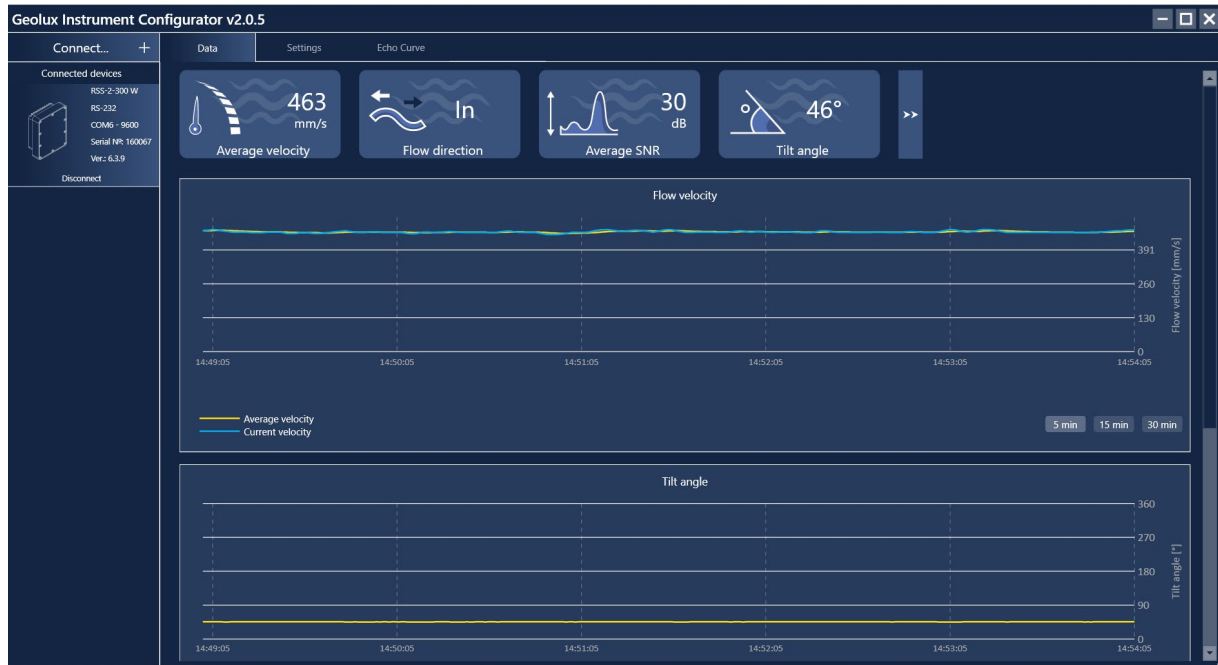 Geolux Instrument Configurator v2.0.5
Connect... +
Data Settings Echo Curve
Connected devices
RSS-2-300 W
RS-232
COM6 - 9600
Serial №: 160067
Ver.: 6.3.9
Disconnect
463
mm/s
Average velocity
In
Flow direction
30
dB
Average SNR
46°
Tilt angle
>>
Flow velocity
391
260
130
0
Flow velocity [mm/s]
14:49:05 14:50:05 14:51:05 14:52:05 14:53:05 14:54:05
Average velocity
Current velocity
5 min 15 min 30 min
Tilt angle
360
270
180
90
0
Tilt angle [°]
14:49:05 14:50:05 14:51:05 14:52:05 14:53:05 14:54:05